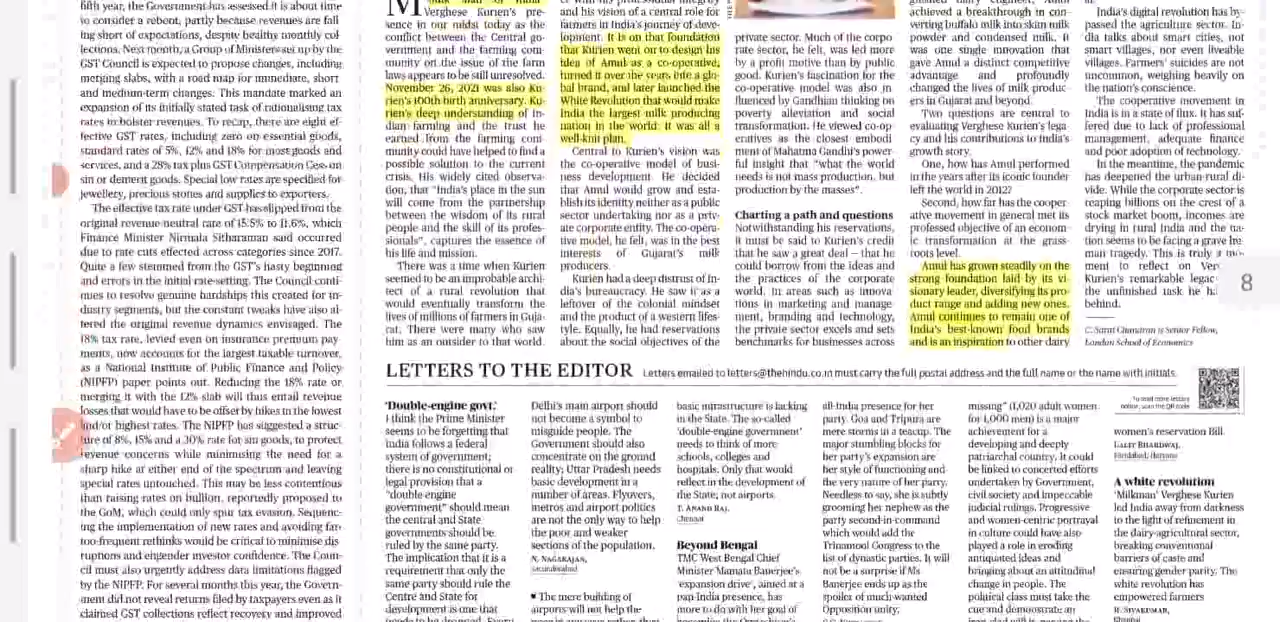 fifth year, the Government has assessed it is about time
to consider a reboot, partly because revenues are fall
ing short of expectations, despite healthy monthly col
lections. Next month, a Group of Ministers set up by the
GST Council is expected to propose changes, including
merging slabs, with a road map for immediate, short
and medium-term changes. This mandate marked an
expansion of its initially stated task of rationalising tax
rates to bolster revenues. To recap, there are eight ef
fective GST rates, including zero on essential goods,
standard rates of 5%, 12% and 18% for most goods and
services, and a 28% tax plus GST Compensation Cess on
sin or demerit goods. Special low rates are specified for
jewellery, precious stones and supplies to exporters.
The effective tax rate under GST has slipped from the
original revenue-neutral rate of 15.5% to 11.6%, which
Finance Minister Nirmala Sitharaman said occurred
due to rate cuts effected across categories since 2017.
Quite a few stemmed from the GST's hasty beginning
and errors in the initial rate-setting. The Council conti-
nues to resolve genuine hardships this created for in-
dustry segments, but the constant tweaks have also al-
tered the original revenue dynamics envisaged. The
18% tax rate, levied even on insurance premium pay-
ments, now accounts for the largest taxable turnover,
as a National Institute of Public Finance and Policy
(NIPFP) paper points out. Reducing the 18% rate or
merging it with the 12% slab will thus entail revenue
losses that would have to be offset by hikes in the lowest
and/or highest rates. The NIPFP has suggested a struc-
ture of 8%, 15% and a 30% rate for sin goods, to protect
revenue concerns while minimising the need for a
sharp hike at either end of the spectrum and leaving
special rates untouched. This may be less contentious
than raising rates on bullion, reportedly proposed to
the GoM, which could only spur tax evasion. Sequenc-
ing the implementation of new rates and avoiding far-
too-frequent rethinks would be critical to minimise dis
ruptions and engender investor confidence. The Coun-
cil must also urgently address data limitations flagged
by the NIPFP. For several months this year, the Govern-
ment did not reveal returns filed by taxpayers even as it
claimed GST collections reflect recovery and improved
Verghese Kurien's pre-
sence in our midst today as the
conflict between the Central go-
vernment and the farming com-
munity on the issue of the farm
laws appears to be still unresolved.
November 26, 2021 was also Ku-
rien's 100th birth anniversary. Ku-
rien's deep understanding of In-
dian farming and the trust he
earned from the farming com-
munity could have helped to find a
possible solution to the current
crisis. His widely cited observa-
tion, that "India's place in the sun
will come from the partnership
between the wisdom of its rural
people and the skill of its profes-
sionals", captures the essence of
his life and mission.
There was a time when Kurien
seemed to be an improbable archi-
tect of a rural revolution that
would eventually transform the
lives of millions of farmers in Guja-
rat. There were many who saw
him as an outsider to that world
and his vision of a central role for
farmers in India's journey of deve-
lopment. It is on that foundation
that Kurien went on to design his
idea of Amul as a co-operative,
turned it over the years into a glo-
bal brand, and later launched the
White Revolution that would make
India the largest milk producing
nation in the world. It was all a
well-knit plan.
Central to Kurien's vision was
the co-operative model of busi-
ness development. He decided
that Amul would grow and esta-
blish its identity neither as a public
sector undertaking nor as a priv-
ate corporate entity. The co-opera-
tive model, he felt, was in the best
interests of Gujarat's milk
producers.
Kurien had a deep distrust of In-
dia's bureaucracy. He saw it as a
leftover of the colonial mindset
and the product of a western lifes-
tyle. Equally, he had reservations
about the social objectives of the
private sector. Much of the corpo
rate sector, he felt, was led more
by a profit motive than by public
good. Kurien's fascination for the
co-operative model was also in
fluenced by Gandhian thinking on
poverty alleviation and social
transformation. He viewed co-op
eratives as the closest embodi
ment of Mahatma Gandhi's power
ful insight that "what the world
needs is not mass production, but
production by the masses".
Charting a path and questions
Notwithstanding his reservations,
it must be said to Kurien's credit
that he saw a great deal – that he
could borrow from the ideas and
the practices of the corporate
world. In areas such as innova
tions in marketing and manage
ment, branding and technology,
the private sector excels and sets
benchmarks for businesses across
achieved a breakthrough in con-
verting buffalo milk into skim milk
powder and condensed milk. It
was one single innovation that
gave Amul a distinct competitive
advantage and profoundly
changed the lives of milk produc-
ers in Gujarat and beyond.
Two questions are central to
evaluating Verghese Kurien's lega-
cy and his contributions to India's
growth story.
One, how has Amul performed
in the years after its iconic founder
left the world in 2012?
Second, how far has the cooper
ative movement in general met its
professed objective of an econom-
ic transformation at the grass-
roots level.
Amul has grown steadily on the
strong foundation laid by its vi-
sionary leader, diversifying its pro-
duct range and adding new ones.
Amul continues to remain one of
India's best-known food brands
and is an inspiration to other dairy
India's digital revolution has by-
passed the agriculture sector. In-
dia talks about smart cities, not
smart villages, nor even liveable
villages. Farmers' suicides are not
uncommon, weighing heavily on
the nation's conscience.
The cooperative movement in
India is in a state of flux. It has suf-
fered due to lack of professional
management, adequate finance
and poor adoption of technology.
In the meantime, the pandemic
has deepened the urban-rural di-
vide. While the corporate sector is
reaping billions on the crest of a
stock market boom, incomes are
drying in rural India and the na-
tion seems to be facing a grave hu
man tragedy. This is truly a mo
ment to reflect on Ver
Kurien's remarkable legac
the unfinished task he h
behind.
C. Sarat Chandran is Senior Fellow,
London School of Economics
8
LETTERS TO THE EDITOR Letters emailed to letters@thehindu.co.in must carry the full postal address and the full name or the name with initials.
To read more letters
online, scan the QR code
'Double-engine govt.'
I think the Prime Minister
seems to be forgetting that
India follows a federal
system of government;
there is no constitutional or
legal provision that a
"double-engine
government" should mean
the central and State
governments should be
ruled by the same party.
The implication that it is a
requirement that only the
same party should rule the
Centre and State for
development is one that
Delhi's main airport should
not become a symbol to
misguide people. The
Government should also
concentrate on the ground
reality; Uttar Pradesh needs
basic development in a
number of areas. Flyovers,
metros and airport politics
are not the only way to help
the poor and weaker
sections of the population.
N. NAGARAJAN,
Secunderabad
■ The mere building of
airports will not help the
basic infrastructure is lacking
in the State. The so-called
'double-engine government'
needs to think of more
schools, colleges and
hospitals. Only that would
reflect in the development of
the State; not airports.
T. ANAND RAJ,
Chennai
Beyond Bengal
TMC West Bengal Chief
Minister Mamata Banerjee's
'expansion drive', aimed at a
pan-India presence, has
more to do with her goal of
all-India presence for her
party. Goa and Tripura are
mere storms in a teacup. The
major stumbling blocks for
her party's expansion are
her style of functioning and
the very nature of her party.
Needless to say, she is subtly
grooming her nephew as the
party second-in-command
which would add the
Trinamool Congress to the
list of dynastic parties. It will
not be a surprise if Ms.
Banerjee ends up as the
spoiler of much-wanted
Opposition unity.
missing" (1,020 adult women
for 1,000 men) is a major
achievement for a
developing and deeply
patriarchal country. It could
be linked to concerted efforts
undertaken by Government,
civil society and impeccable
judicial rulings. Progressive
and women-centric portrayal
in culture could have also
played a role in eroding
antiquated ideas and
bringing about an attitudinal
change in people. The
political class must take the
cue and demonstrate an
women's reservation Bill.
LALIT BHARDWAJ,
Faridabad, Haryana
A white revolution
'Milkman' Verghese Kurien
led India away from darkness
to the light of refinement in
the dairy-agricultural sector,
breaking conventional
barriers of caste and
ensuring gender parity. The
white revolution has
empowered farmers
R. SIVAKUMAR,
Chennai